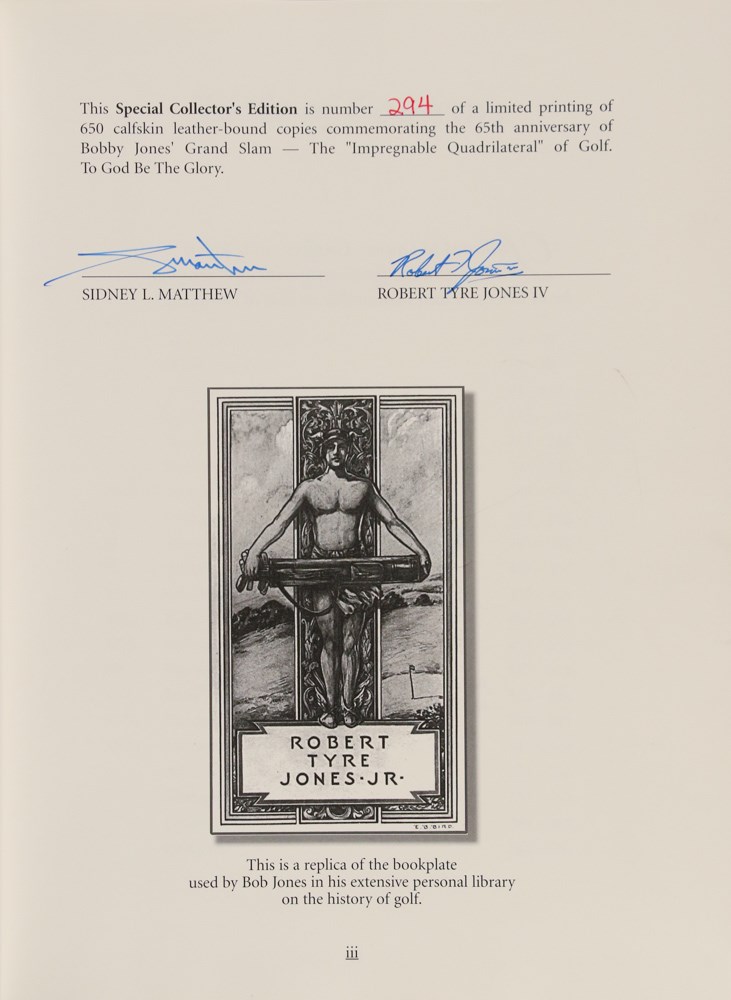 This Special Collector's Edition is number 294 of a limited printing of
650 calfskin leather-bound copies commemorating the 65th anniversary of
Bobby Jones' Grand Slam — The "Impregnable Quadrilateral" of Golf.
To God Be The Glory.
SIDNEY L. MATTHEW
Robert T Jones IV
ROBERT TYRE JONES IV
ROBERT
TYRE
JONES·JR·
E.B.BIRD
This is a replica of the bookplate
used by Bob Jones in his extensive personal library
on the history of golf.
iii